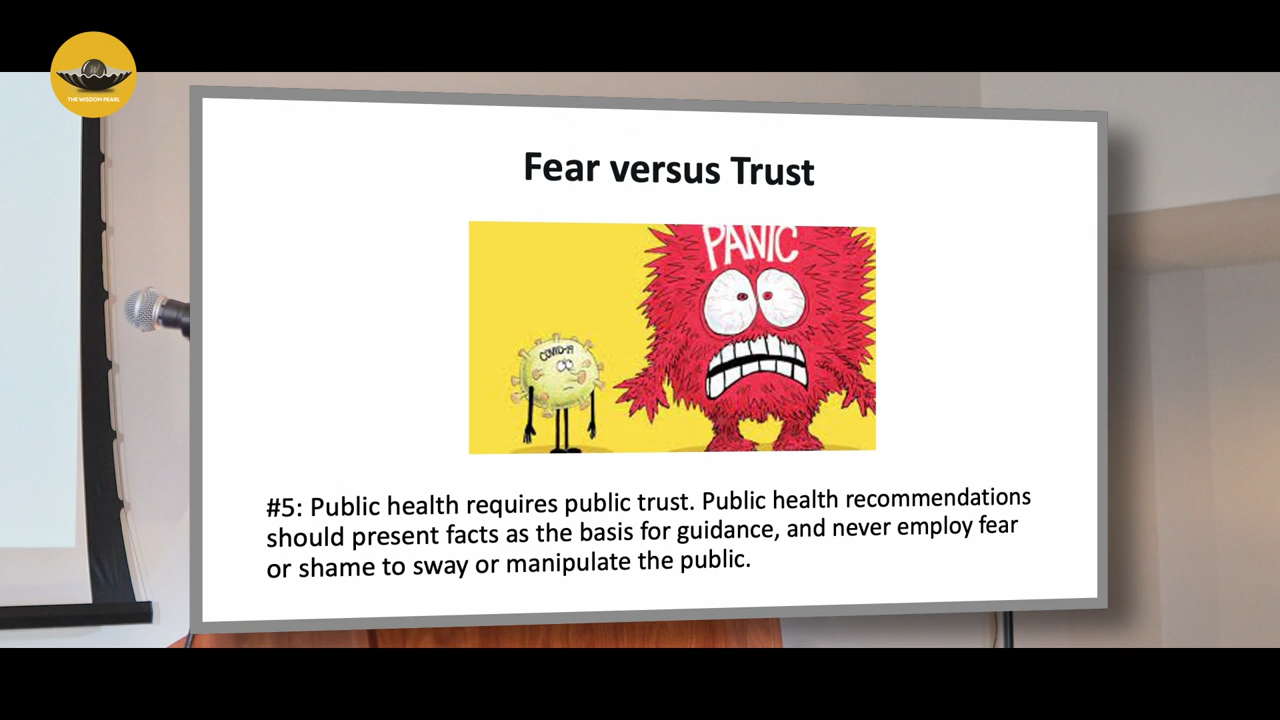 THE WISDOM PEARL
Fear versus Trust
PANIC
COVID-19
#5: Public health requires public trust. Public health recommendations
should present facts as the basis for guidance, and never employ fear
or shame to sway or manipulate the public.